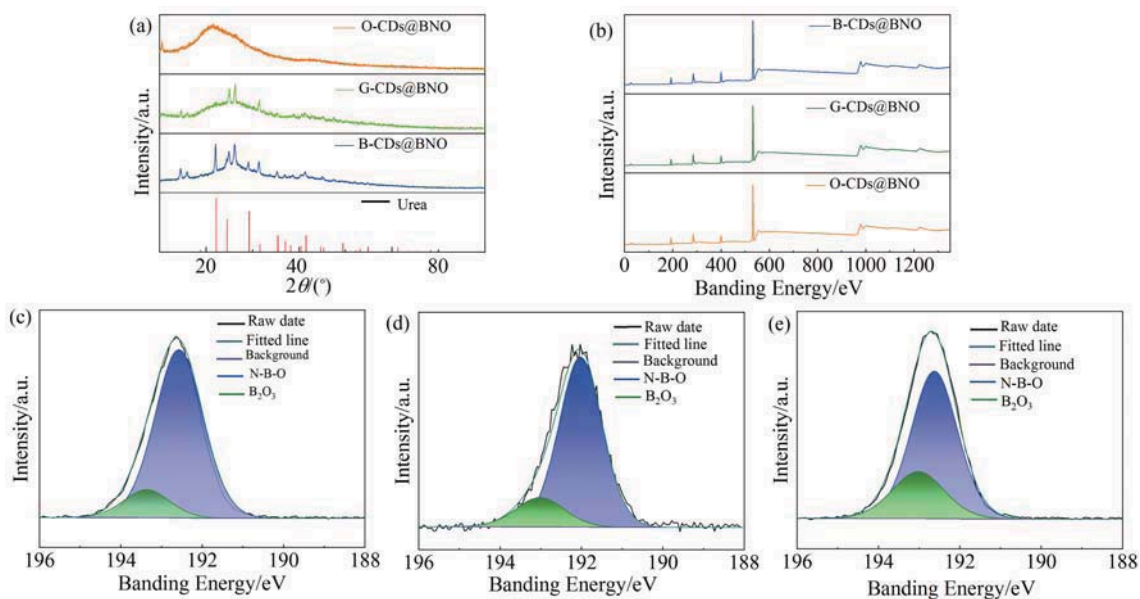 (a)
O-CDs@BNO
G-CDs@BNO
B-CDs@BNO
Urea
Intensity/a.u.
20 40 60 80
2θ/(°)
(b)
B-CDs@BNO
G-CDs@BNO
O-CDs@BNO
Intensity/a.u.
0 200 400 600 800 1000 1200
Banding Energy/eV
(c)
Raw date
Fitted line
Background
N-B-O
B₂O₃
Intensity/a.u.
196 194 192 190 188
Banding Energy/eV
(d)
Raw date
Fitted line
Background
N-B-O
B₂O₃
Intensity/a.u.
196 194 192 190 188
Banding Energy/eV
(e)
Raw date
Fitted line
Background
N-B-O
B₂O₃
Intensity/a.u.
196 194 192 190 188
Banding Energy/eV